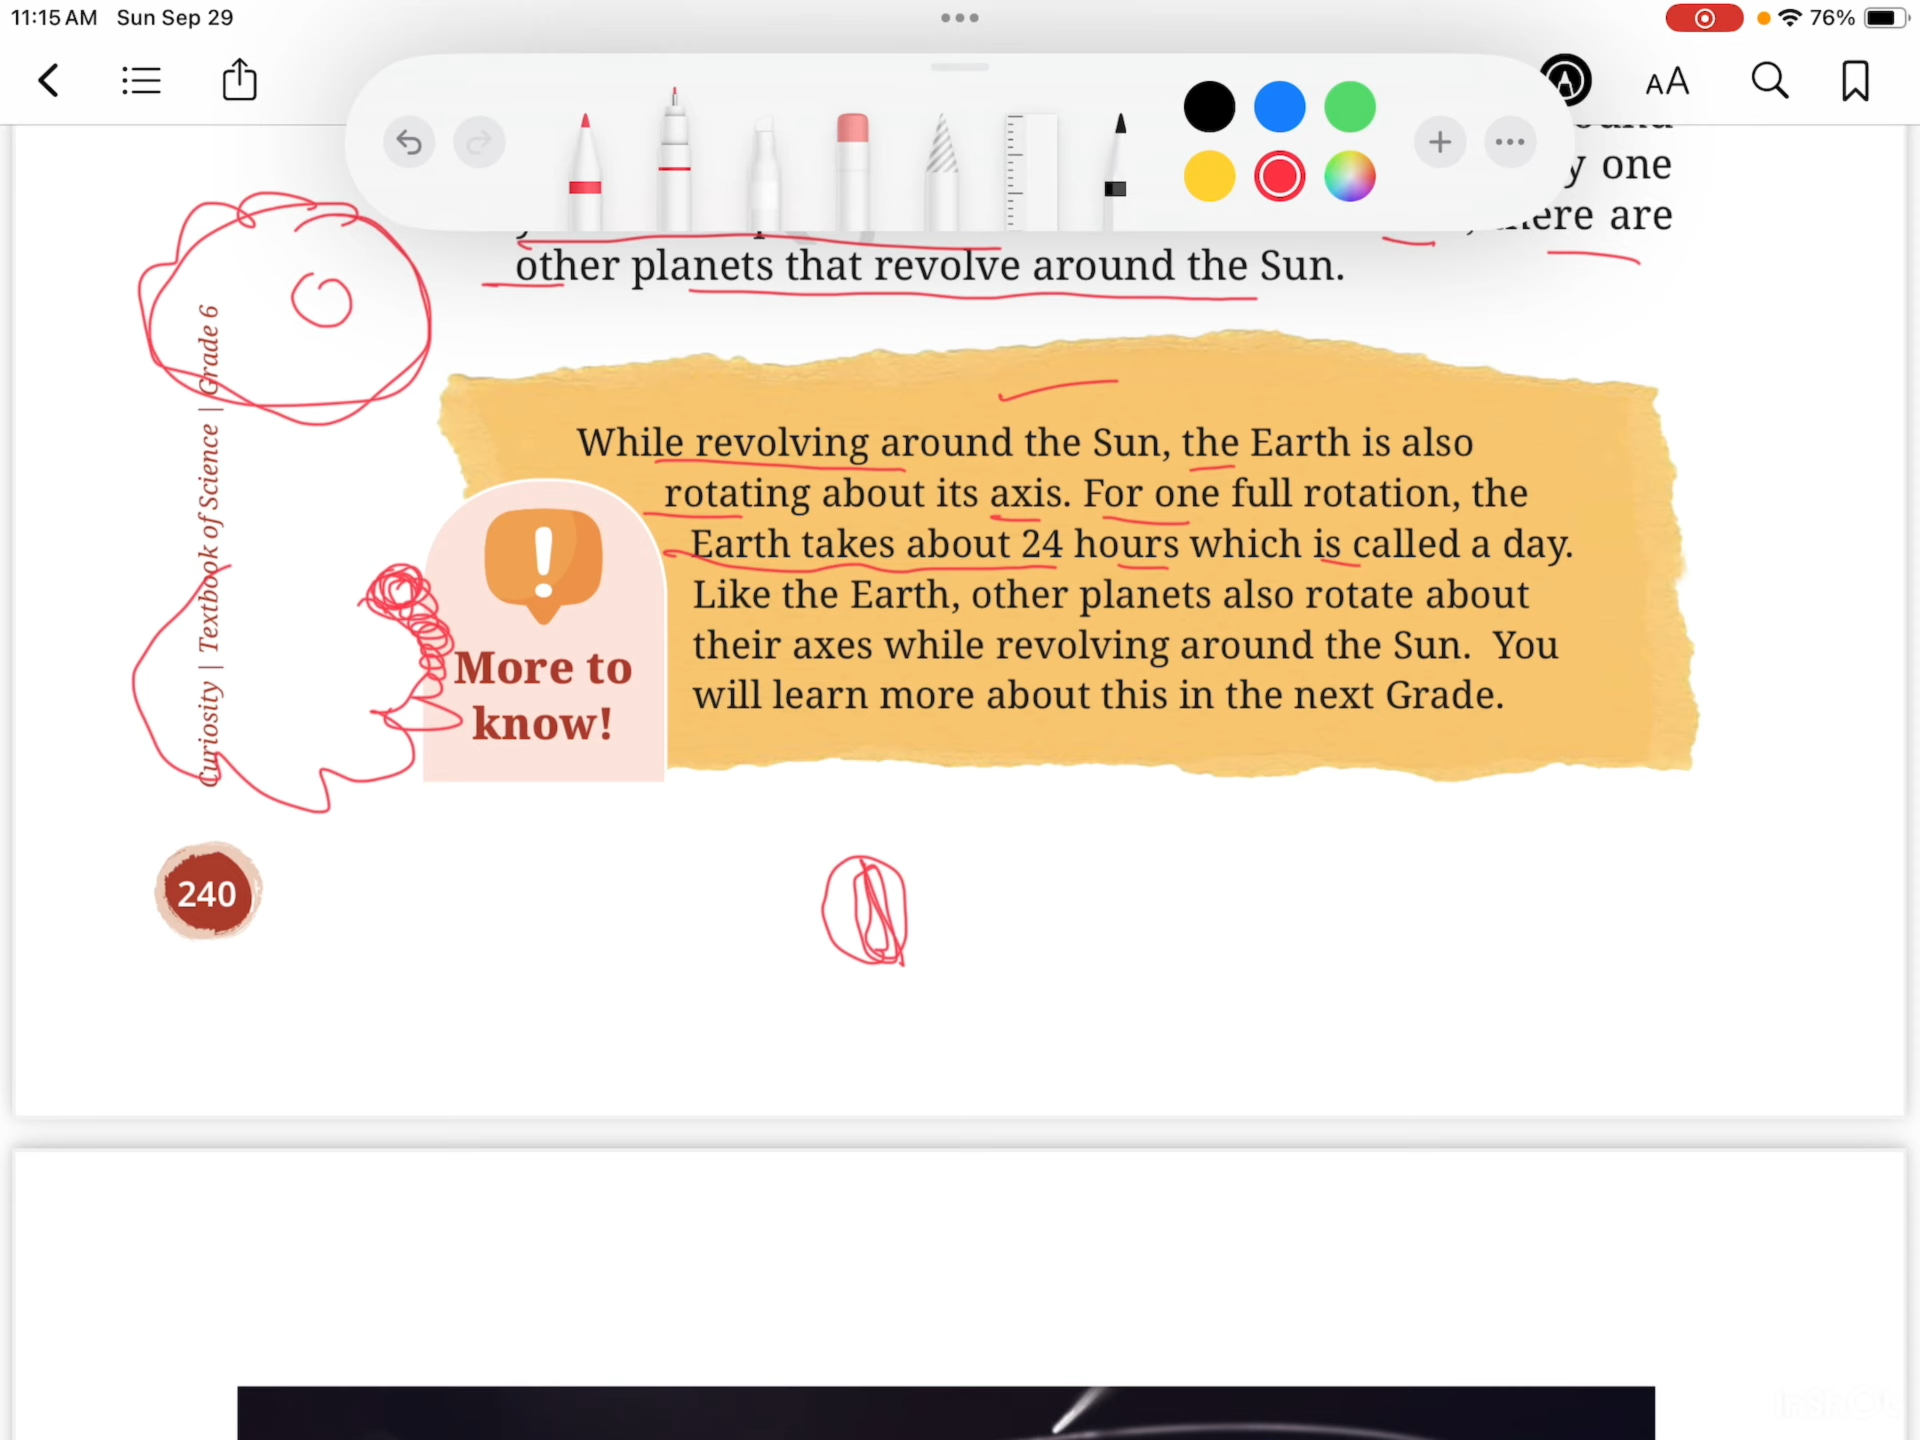 11:15 AM Sun Sep 29
76%
AA
y one
ere are
other planets that revolve around the Sun.
Curiosity | Textbook of Science | Grade 6
While revolving around the Sun, the Earth is also
rotating about its axis. For one full rotation, the
Earth takes about 24 hours which is called a day.
Like the Earth, other planets also rotate about
their axes while revolving around the Sun. You
will learn more about this in the next Grade.
!
More to
know!
240